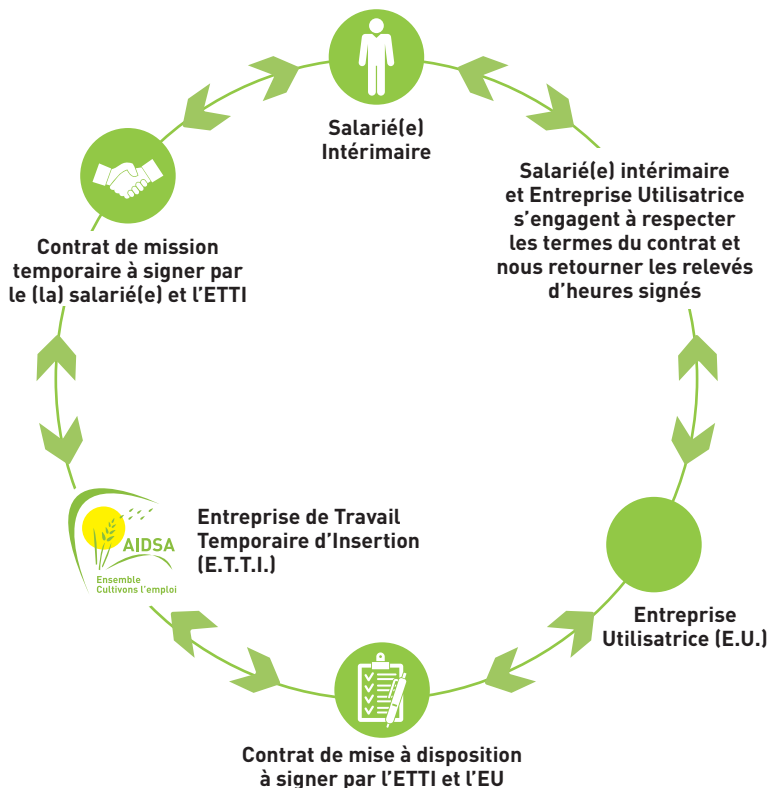 Salarié(e)
Intérimaire
Salarié(e) intérimaire
et Entreprise Utilisatrice
s’engagent à respecter
les termes du contrat et
nous retourner les relevés
d’heures signés
Contrat de mission
temporaire à signer par
le (la) salarié(e) et l’ETTI
AIDSA
Ensemble
Cultivons l’emploi
Entreprise de Travail
Temporaire d’Insertion
(E.T.T.I.)
Entreprise
Utilisatrice (E.U.)
Contrat de mise à disposition
à signer par l’ETTI et l’EU